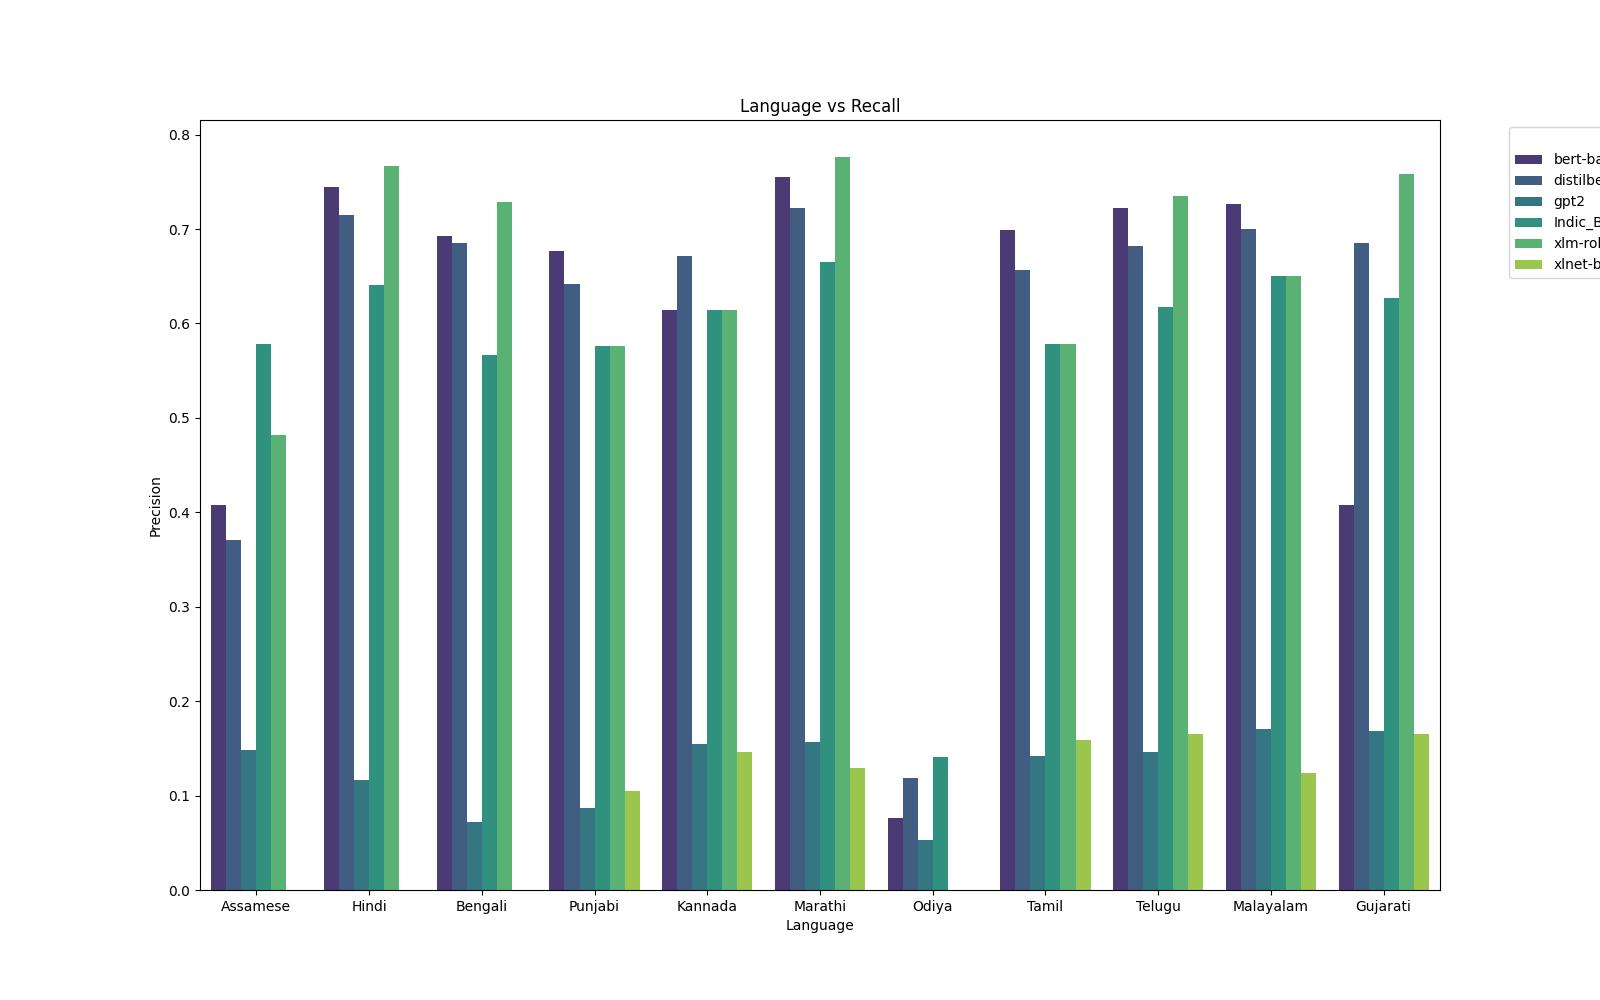 Language vs Recall
0.8
0.7
0.6
0.5
0.4
0.3
0.2
0.1
0.0
Precision
Assamese Hindi Bengali Punjabi Kannada Marathi Odiya Tamil Telugu Malayalam Gujarati
Language
bert-ba
distilbe
gpt2
Indic_B
xlm-rol
xlnet-b